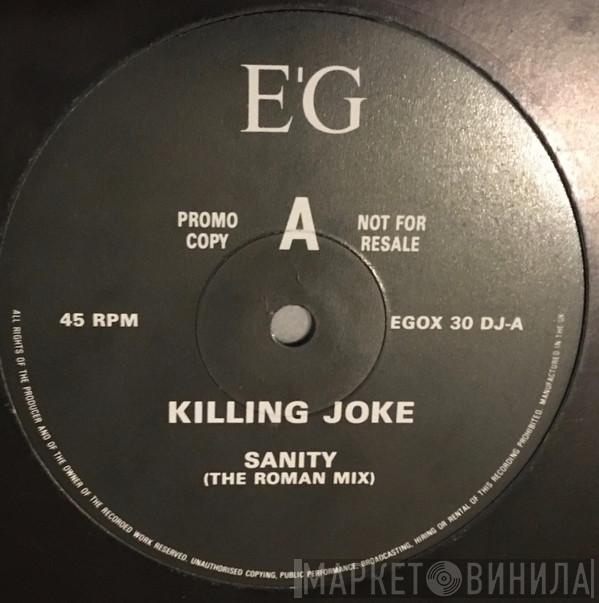 E'G
PROMO COPY
A
NOT FOR RESALE
45 RPM
EGOX 30 DJ-A
KILLING JOKE
SANITY
(THE ROMAN MIX)
ALL RIGHTS OF THE PRODUCER AND OF THE OWNER OF THE RECORDED WORK RESERVED. UNAUTHORISED COPYING, PUBLIC PERFORMANCE, BROADCASTING, HIRING OR RENTAL OF THIS RECORDING PROHIBITED. MANUFACTURED IN THE UK
МАРКЕТ ВИНИЛА